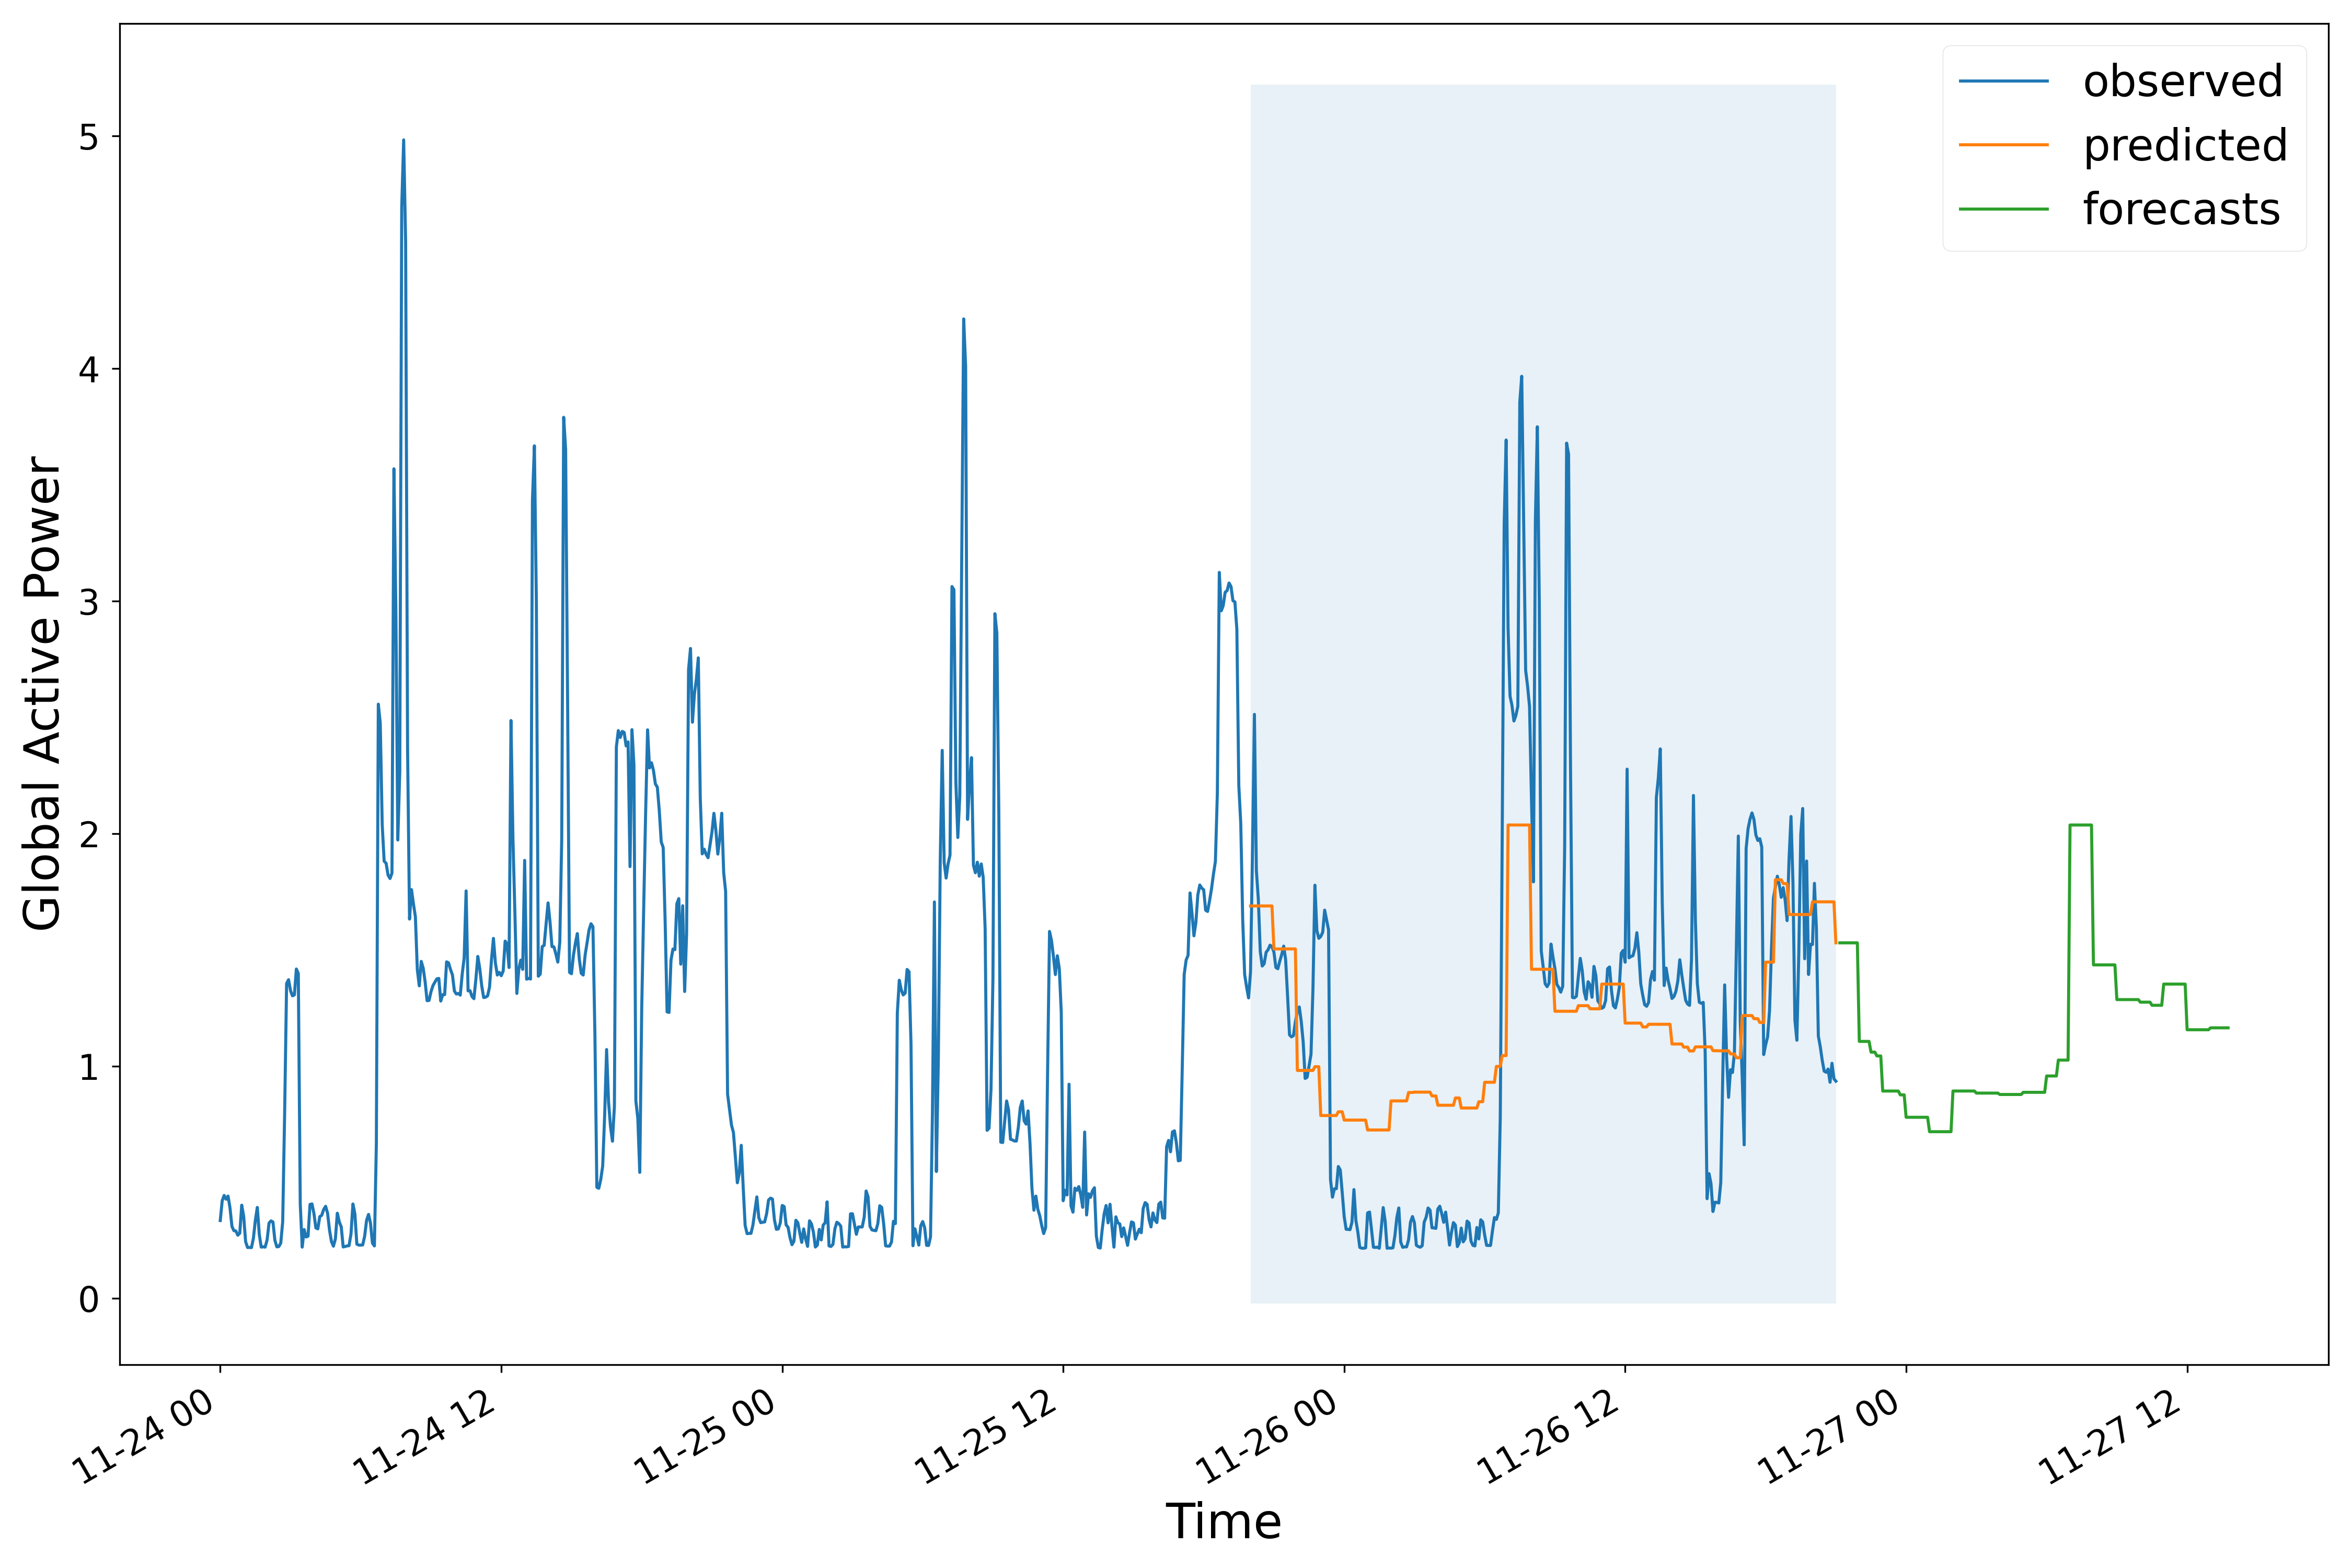 observed
predicted
forecasts
Global Active Power
5
4
3
2
1
0
11-24 00
11-24 12
11-25 00
11-25 12
11-26 00
11-26 12
11-27 00
11-27 12
Time